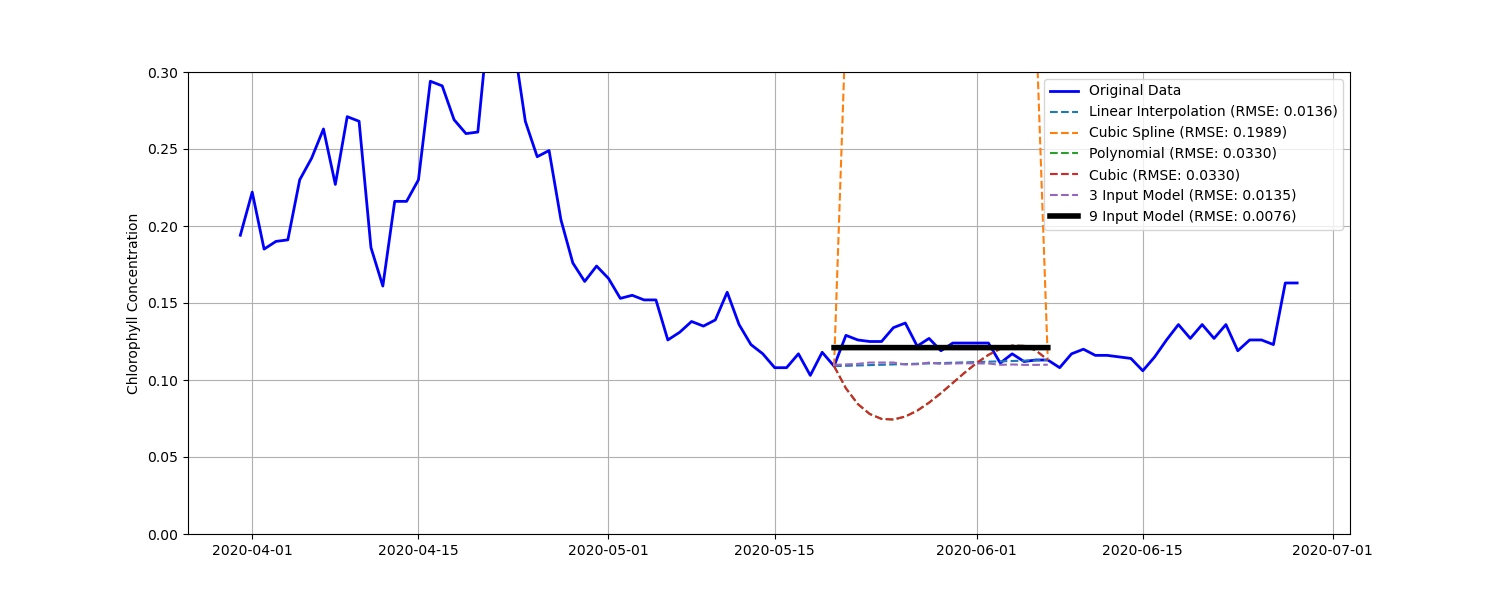 0.30
0.25
0.20
0.15
0.10
0.05
0.00
Chlorophyll Concentration
Original Data
Linear Interpolation (RMSE: 0.0136)
Cubic Spline (RMSE: 0.1989)
Polynomial (RMSE: 0.0330)
Cubic (RMSE: 0.0330)
3 Input Model (RMSE: 0.0135)
9 Input Model (RMSE: 0.0076)
2020-04-01 2020-04-15 2020-05-01 2020-05-15 2020-06-01 2020-06-15 2020-07-01